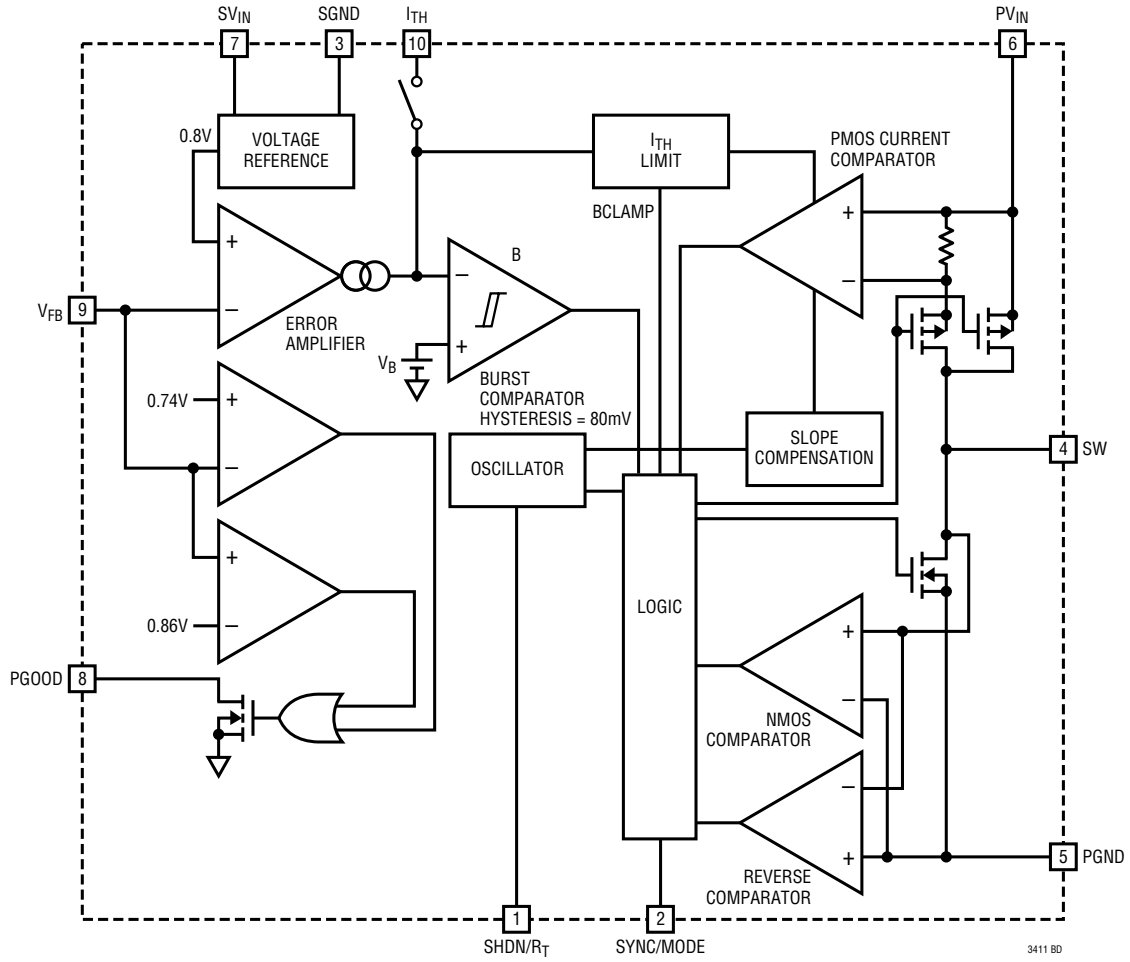 SVIN
SGND
ITH
PVIN
7
3
10
6
0.8V
VOLTAGE
REFERENCE
ITH
LIMIT
PMOS CURRENT
COMPARATOR
BCLAMP
+
+
B
–
–
VFB
9
–
ERROR
AMPLIFIER
+
VB
BURST
COMPARATOR
HYSTERESIS = 80mV
0.74V
+
–
OSCILLATOR
SLOPE
COMPENSATION
4
SW
+
0.86V
–
LOGIC
+
–
NMOS
COMPARATOR
PGOOD
8
–
+
REVERSE
COMPARATOR
5
PGND
1
2
SHDN/RT
SYNC/MODE
3411 BD